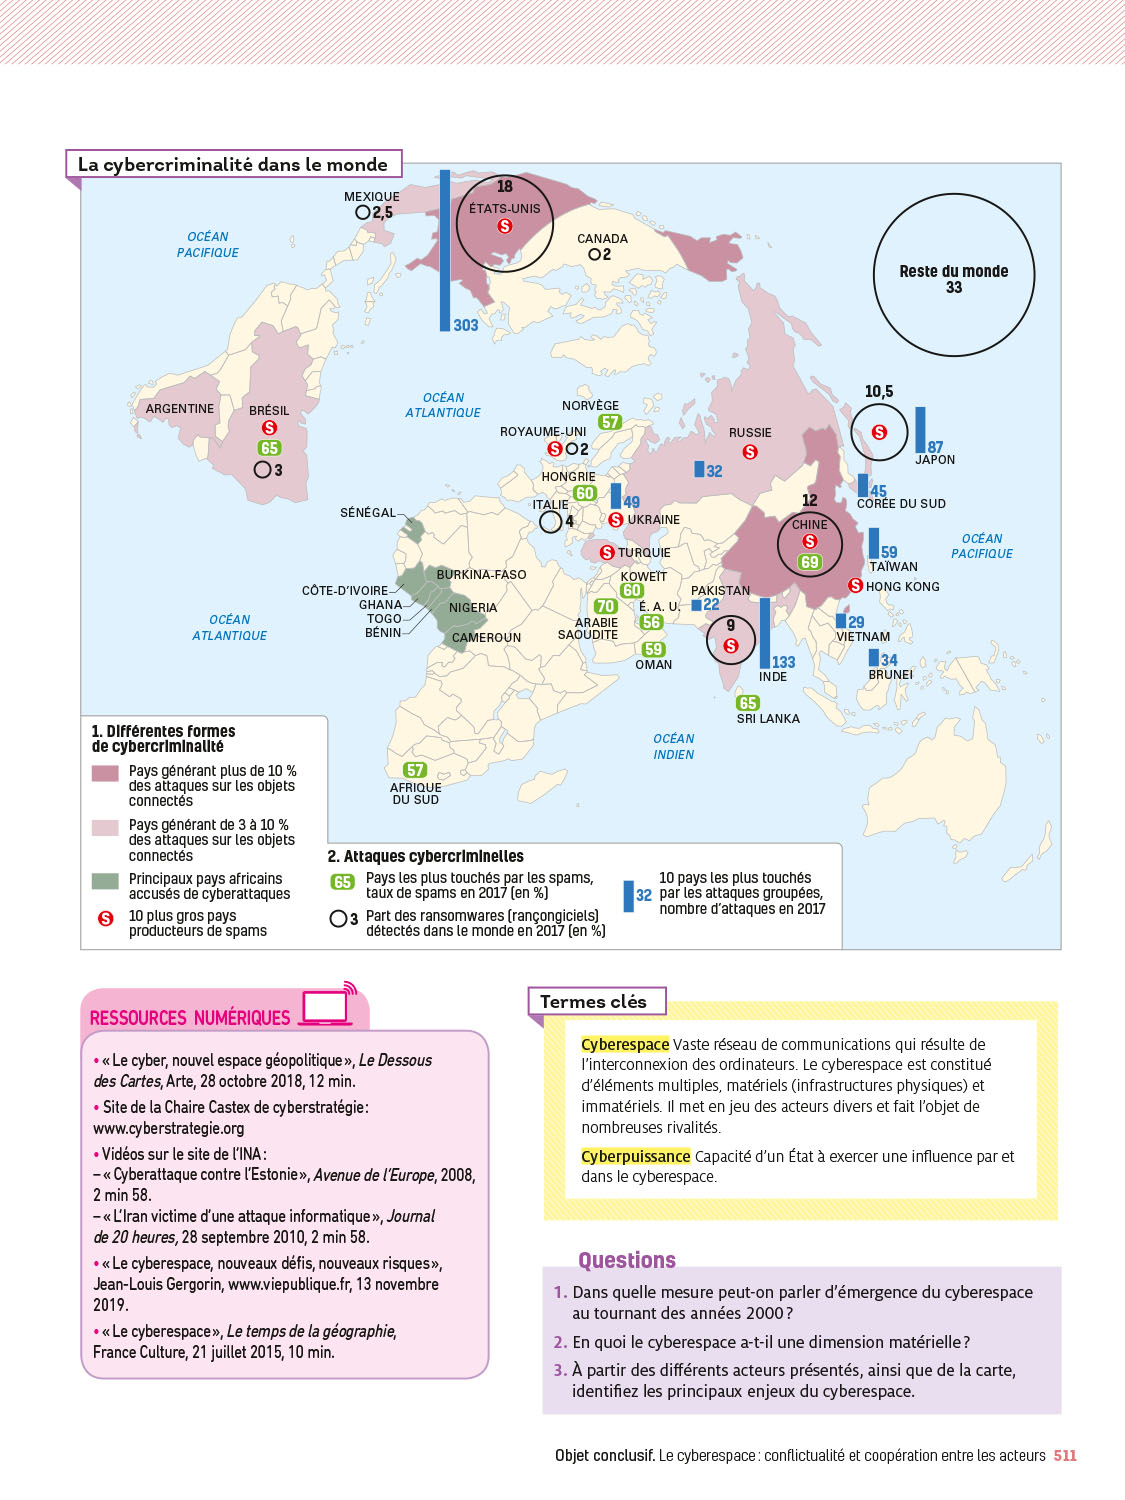 La cybercriminalité dans le monde
MEXIQUE
2,5
18
ÉTATS-UNIS
S
CANADA
2
303
OCÉAN
PACIFIQUE
Reste du monde
33
OCÉAN
ATLANTIQUE
ARGENTINE
BRÉSIL
S
65
3
NORVÈGE
57
ROYAUME-UNI
S 2
HONGRIE
60
ITALIE
4
49
S UKRAINE
S TURQUIE
RUSSIE
S
32
10,5
S
87
JAPON
45
CORÉE DU SUD
12
CHINE
S
69
59
TAÏWAN
S HONG KONG
OCÉAN
PACIFIQUE
SÉNÉGAL
BURKINA-FASO
CÔTE-D'IVOIRE
GHANA
TOGO
BÉNIN
NIGERIA
CAMEROUN
OCÉAN
ATLANTIQUE
KOWEÏT
60
70
ARABIE
SAOUDITE
É. A. U.
56
59
OMAN
PAKISTAN
22
9
S
133
INDE
29
VIETNAM
34
BRUNEI
65
SRI LANKA
OCÉAN
INDIEN
57
AFRIQUE
DU SUD
1. Différentes formes
de cybercriminalité
Pays générant plus de 10 %
des attaques sur les objets
connectés
Pays générant de 3 à 10 %
des attaques sur les objets
connectés
Principaux pays africains
accusés de cyberattaques
S 10 plus gros pays
producteurs de spams
2. Attaques cybercriminelles
65 Pays les plus touchés par les spams,
taux de spams en 2017 (en %)
3 Part des ransomwares (rançongiciels)
détectés dans le monde en 2017 (en %)
32
10 pays les plus touchés
par les attaques groupées,
nombre d'attaques en 2017
RESSOURCES NUMÉRIQUES
• « Le cyber, nouvel espace géopolitique », Le Dessous
des Cartes, Arte, 28 octobre 2018, 12 min.
• Site de la Chaire Castex de cyberstratégie :
www.cyberstrategie.org
• Vidéos sur le site de l'INA :
– « Cyberattaque contre l'Estonie », Avenue de l'Europe, 2008,
2 min 58.
– « L'Iran victime d'une attaque informatique », Journal
de 20 heures, 28 septembre 2010, 2 min 58.
• « Le cyberespace, nouveaux défis, nouveaux risques »,
Jean-Louis Gergorin, www.viepublique.fr, 13 novembre
2019.
• « Le cyberespace », Le temps de la géographie,
France Culture, 21 juillet 2015, 10 min.
Termes clés
Cyberespace Vaste réseau de communications qui résulte de
l'interconnexion des ordinateurs. Le cyberespace est constitué
d'éléments multiples, matériels (infrastructures physiques) et
immatériels. Il met en jeu des acteurs divers et fait l'objet de
nombreuses rivalités.
Cyberpuissance Capacité d'un État à exercer une influence par et
dans le cyberespace.
Questions
1. Dans quelle mesure peut-on parler d'émergence du cyberespace
au tournant des années 2000 ?
2. En quoi le cyberespace a-t-il une dimension matérielle ?
3. À partir des différents acteurs présentés, ainsi que de la carte,
identifiez les principaux enjeux du cyberespace.
Objet conclusif. Le cyberespace : conflictualité et coopération entre les acteurs 511